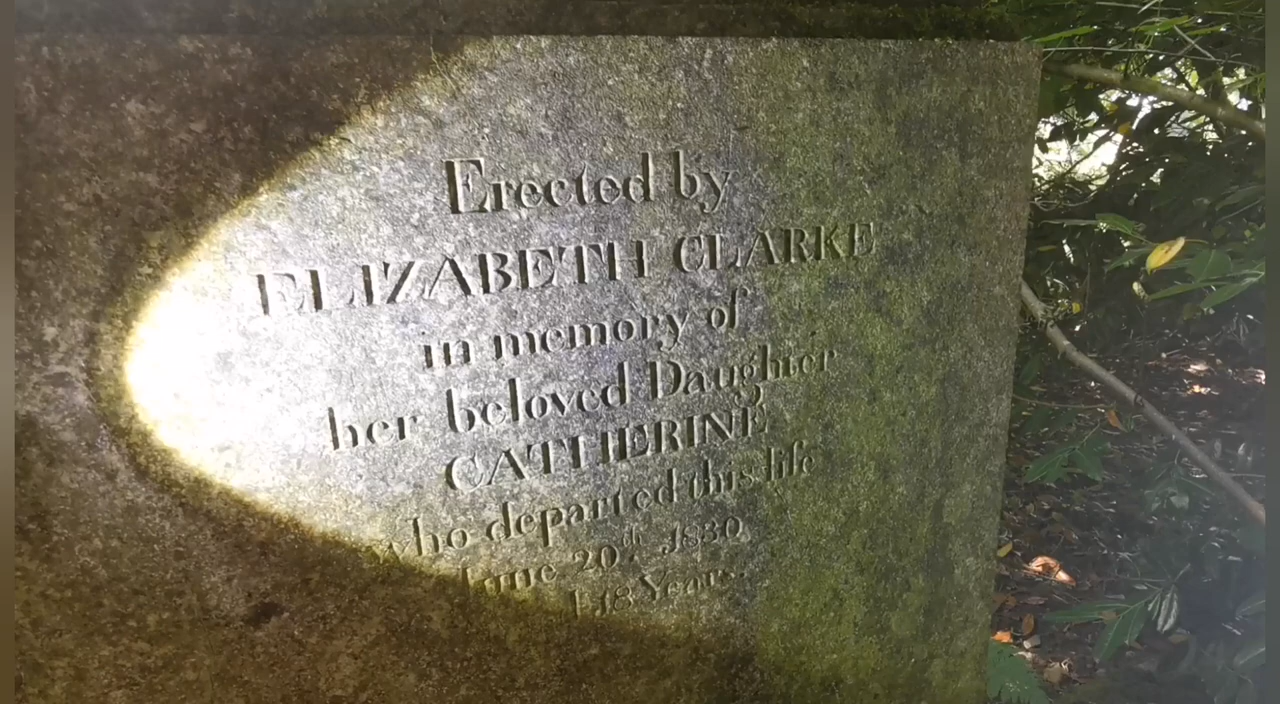 Erected by
ELIZABETH CLARKE
in memory of
her beloved Daughter
CATHERINE
who departed this life
June 20th 1830
18 Years.